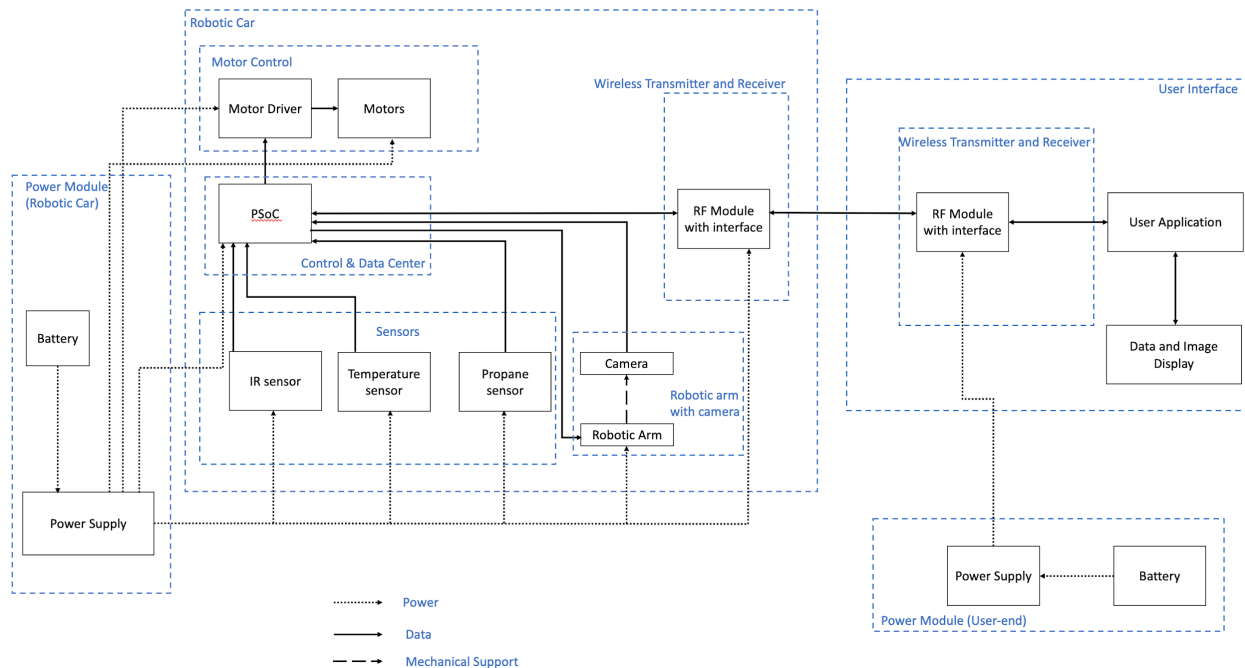 Robotic Car
Motor Control
Motor Driver
Motors
Wireless Transmitter and Receiver
User Interface
Wireless Transmitter and Receiver
Power Module
(Robotic Car)
PSoC
Control & Data Center
RF Module
with interface
RF Module
with interface
User Application
Battery
Sensors
IR sensor
Temperature
sensor
Propane
sensor
Camera
Robotic arm
with camera
Robotic Arm
Data and Image
Display
Power Supply
Power Supply
Battery
Power Module (User-end)
Power
Data
Mechanical Support